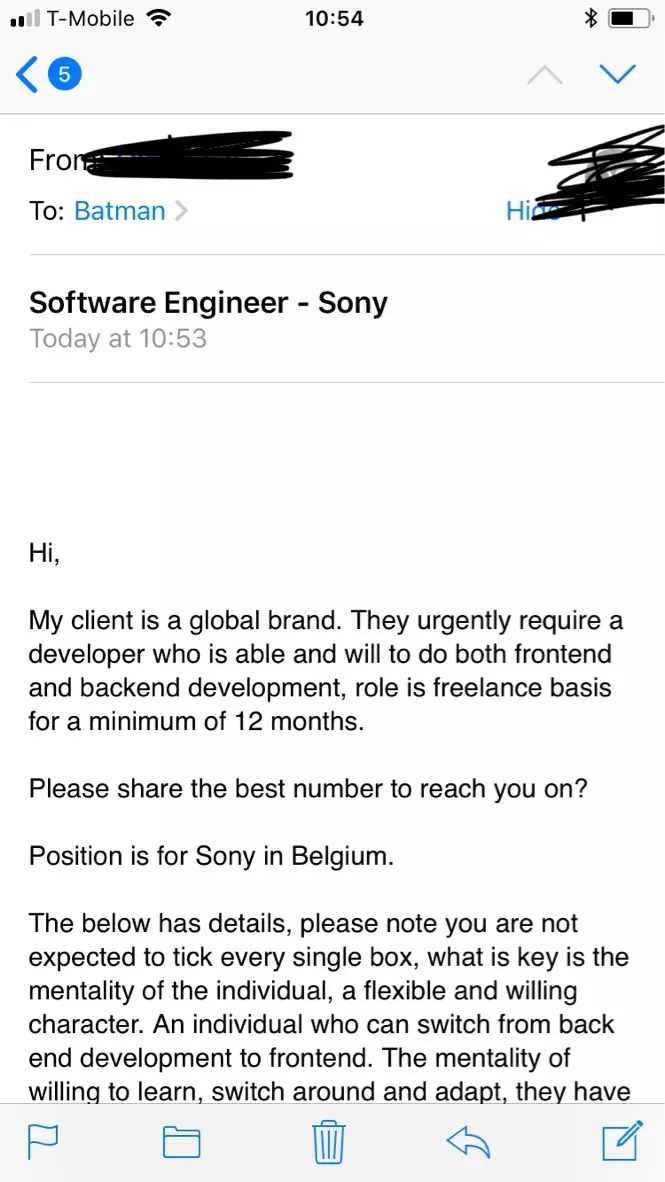 T-Mobile 10:54
5
From:
To: Batman
Software Engineer - Sony
Today at 10:53
Hi,
My client is a global brand. They urgently require a
developer who is able and will to do both frontend
and backend development, role is freelance basis
for a minimum of 12 months.
Please share the best number to reach you on?
Position is for Sony in Belgium.
The below has details, please note you are not
expected to tick every single box, what is key is the
mentality of the individual, a flexible and willing
character. An individual who can switch from back
end development to frontend. The mentality of
willing to learn, switch around and adapt, they have